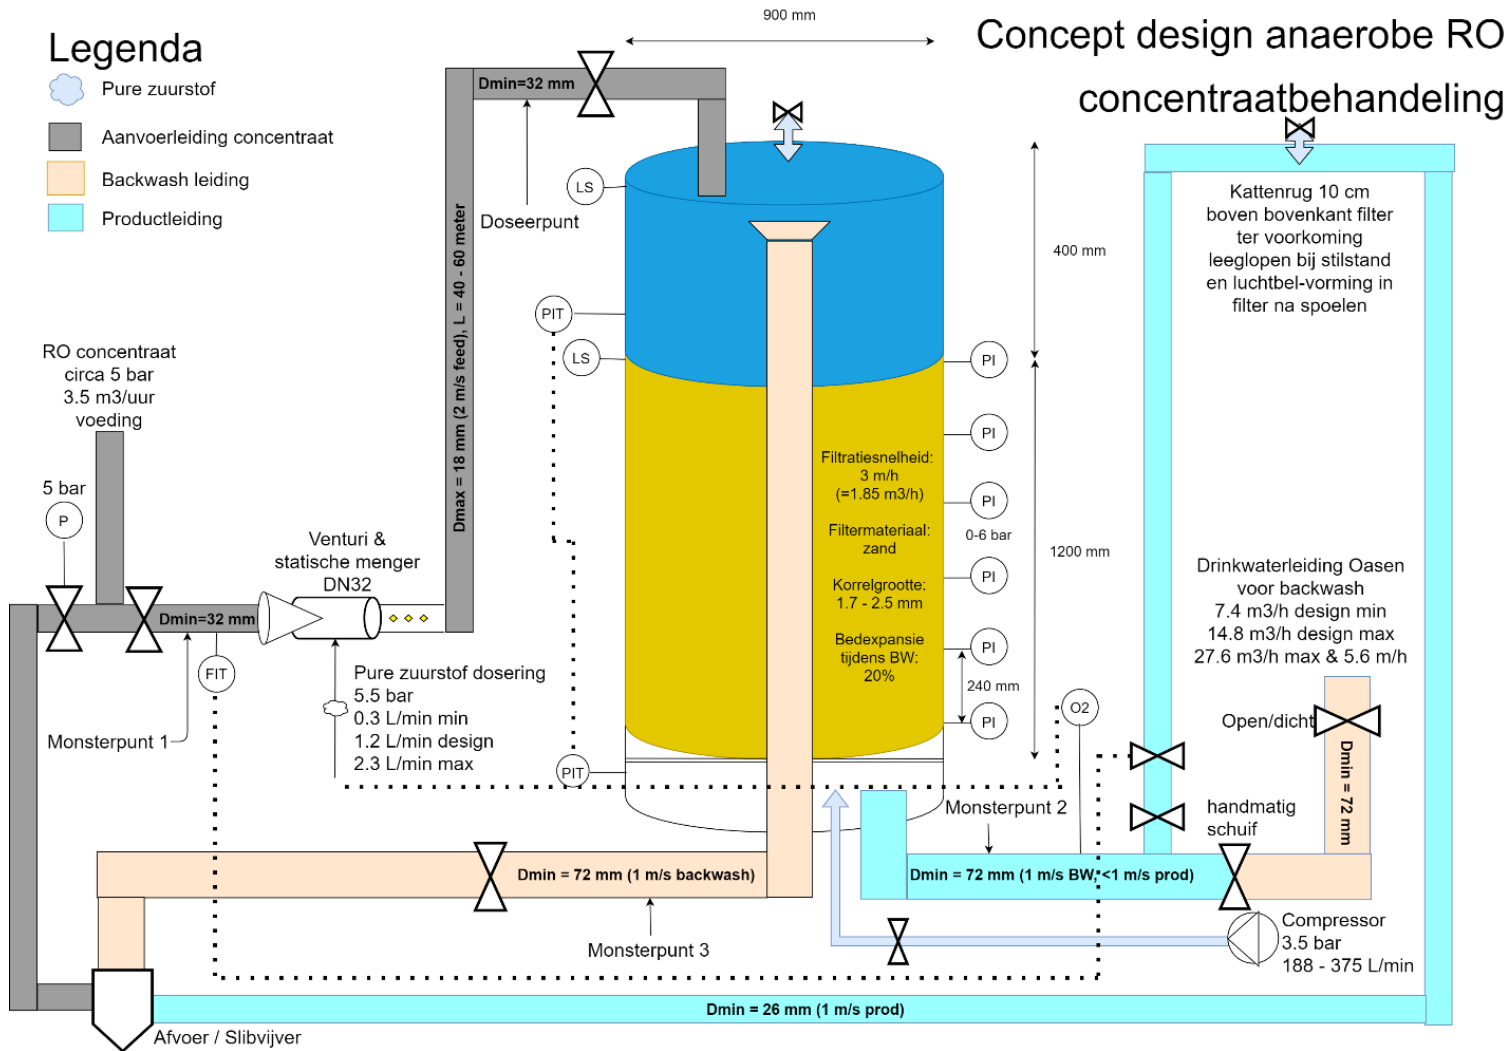 900 mm
Concept design anaerobe RO
concentraatbehandeling
Legenda
Pure zuurstof
Aanvoerleiding concentraat
Backwash leiding
Productleiding
Dmin=32 mm
Doseerpunt
LS
PIT
LS
Dmax = 18 mm (2 m/s feed), L = 40 - 60 meter
400 mm
Kattenrug 10 cm
boven bovenkant filter
ter voorkoming
leeglopen bij stilstand
en luchtbel-vorming in
filter na spoelen
RO concentraat
circa 5 bar
3.5 m3/uur
voeding
5 bar
P
Venturi &
statische menger
DN32
Dmin=32 mm
FIT
Monsterpunt 1
Pure zuurstof dosering
5.5 bar
0.3 L/min min
1.2 L/min design
2.3 L/min max
PIT
Filtratiesnelheid:
3 m/h
(=1.85 m3/h)
Filtermateriaal:
zand
Korrelgrootte:
1.7 - 2.5 mm
Bedexpansie
tijdens BW:
20%
PI
PI
PI
0-6 bar
PI
PI
240 mm
PI
1200 mm
O2
Drinkwaterleiding Oasen
voor backwash
7.4 m3/h design min
14.8 m3/h design max
27.6 m3/h max & 5.6 m/h
Open/dicht
Dmin = 72 mm
Monsterpunt 2
handmatig
schuif
Dmin = 72 mm (1 m/s backwash)
Dmin = 72 mm (1 m/s BW, <1 m/s prod)
Monsterpunt 3
Compressor
3.5 bar
188 - 375 L/min
Dmin = 26 mm (1 m/s prod)
Afvoer / Slibvijver